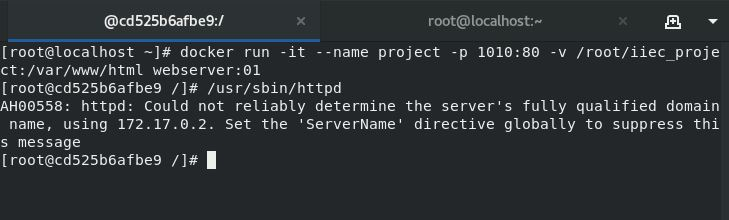 @cd525b6afbe9:/
root@localhost:~
[root@localhost ~]# docker run -it --name project -p 1010:80 -v /root/iiec_proje
ct:/var/www/html webserver:01
[root@cd525b6afbe9 /]# /usr/sbin/httpd
AH00558: httpd: Could not reliably determine the server's fully qualified domain
 name, using 172.17.0.2. Set the 'ServerName' directive globally to suppress thi
s message
[root@cd525b6afbe9 /]#